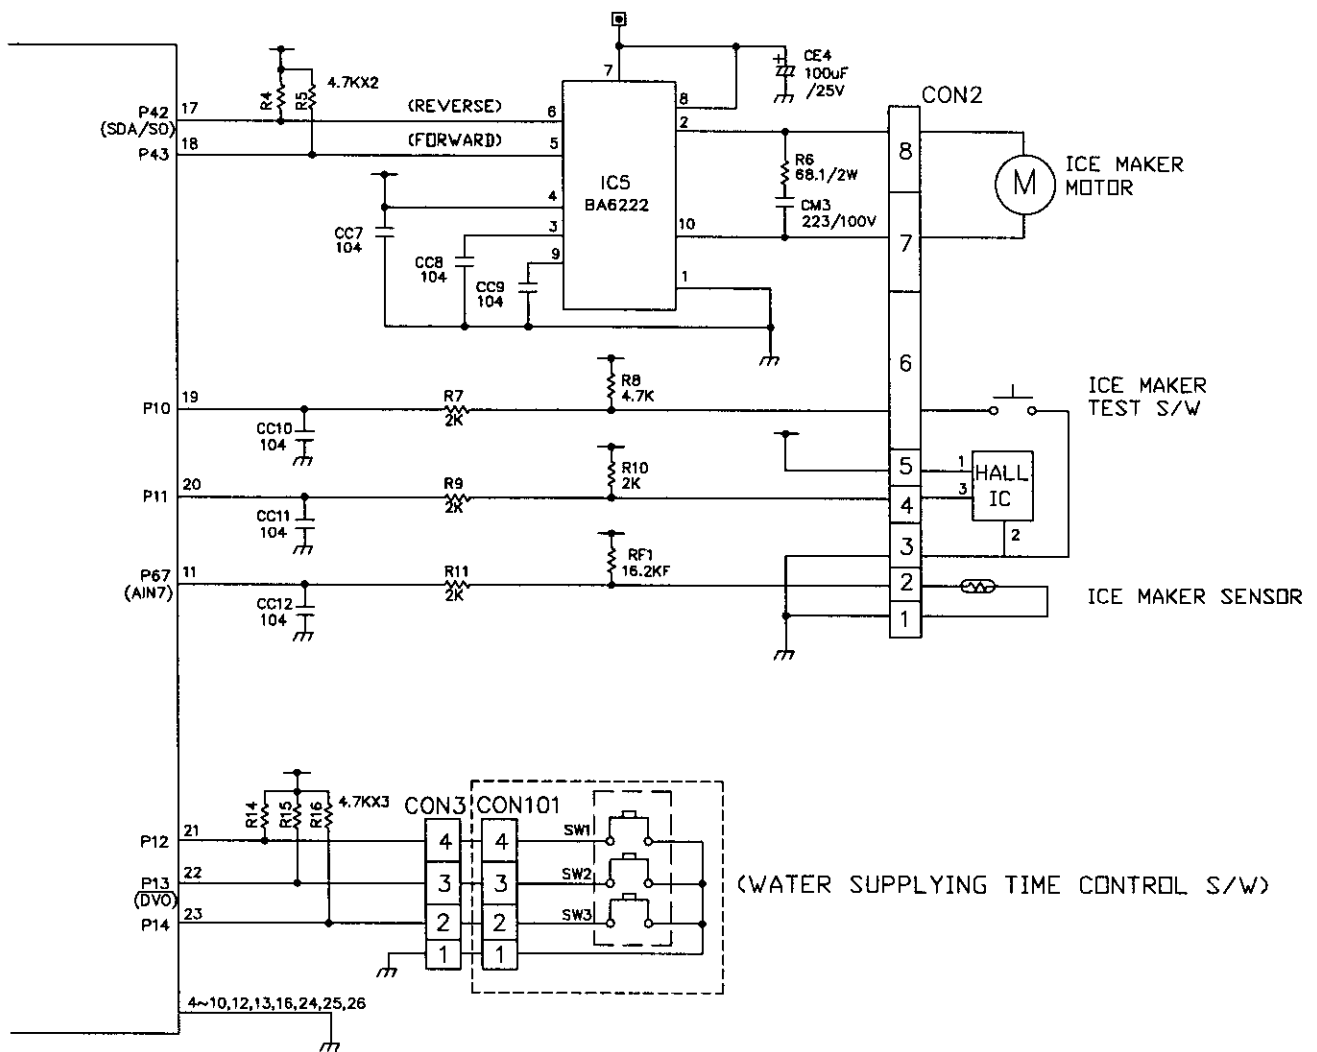 CE4
+
100uF
/25V
7
4.7KX2
R4
R5
CON2
8
P42
17
(REVERSE)
6
2
(SDA/SO)
P43
18
(FORWARD)
5
8
R6
68.1/2W
M
ICE MAKER
MOTOR
IC5
BA6222
4
CM3
223/100V
3
10
7
CC7
104
CC8
104
9
CC9
104
1
6
R8
4.7K
ICE MAKER
TEST S/W
P10
19
R7
2K
CC10
104
5
1
HALL
IC
R10
2K
3
P11
20
R9
2K
4
CC11
104
2
3
RF1
16.2KF
P67
11
(AIN7)
R11
2K
2
ICE MAKER SENSOR
CC12
104
1
R14
R15
R16
4.7KX3
CON3
CON101
P12
21
4
4
SW1
P13
22
(DVO)
3
3
SW2
(WATER SUPPLYING TIME CONTROL S/W)
P14
23
2
2
SW3
1
1
4~10,12,13,16,24,25,26